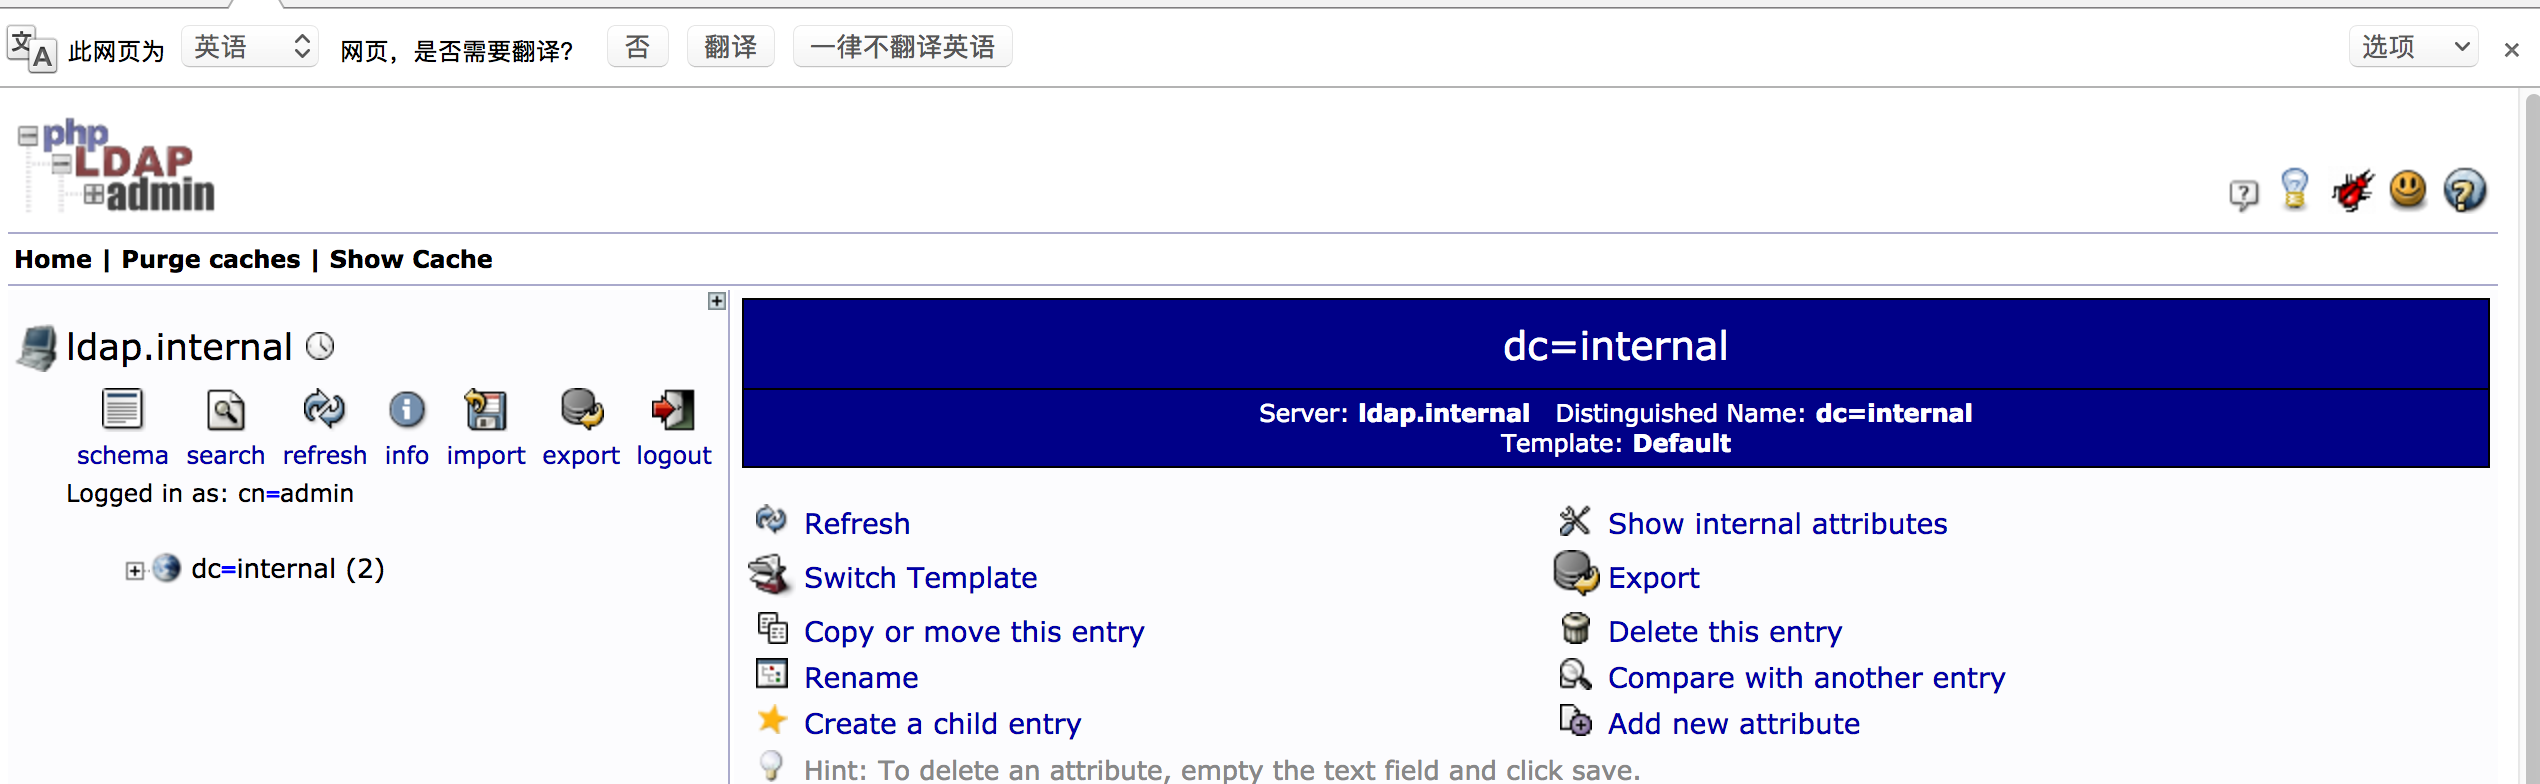 此网页为 英语 网页，是否需要翻译? 否 翻译 一律不翻译英语 选项
php
LDAP
admin
Home | Purge caches | Show Cache
ldap.internal
schema search refresh info import export logout
Logged in as: cn=admin
dc=internal (2)
dc=internal
Server: ldap.internal Distinguished Name: dc=internal
Template: Default
Refresh Show internal attributes
Switch Template Export
Copy or move this entry Delete this entry
Rename Compare with another entry
Create a child entry Add new attribute
Hint: To delete an attribute, empty the text field and click save.